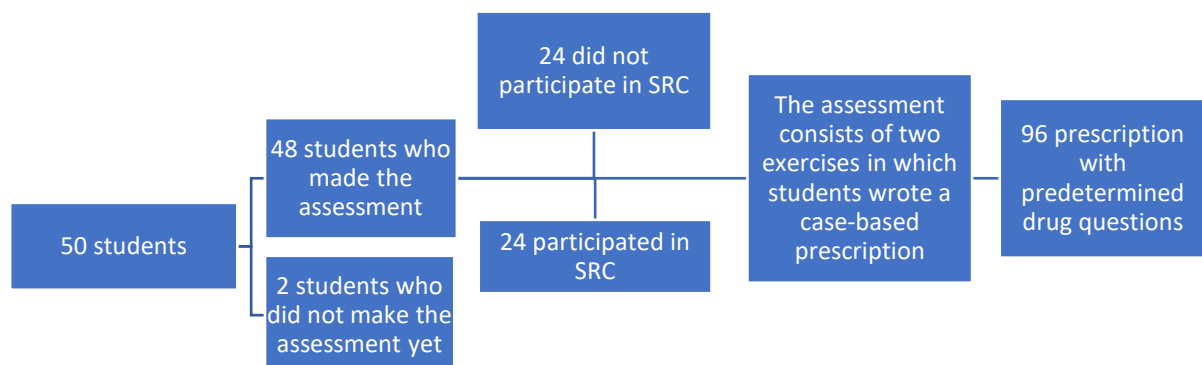 50 students
48 students who
made the
assessment
2 students who
did not make the
assessment yet
24 did not
participate in SRC
24 participated in
SRC
The assessment
consists of two
exercises in which
students wrote a
case-based
prescription
96 prescription
with
predetermined
drug questions